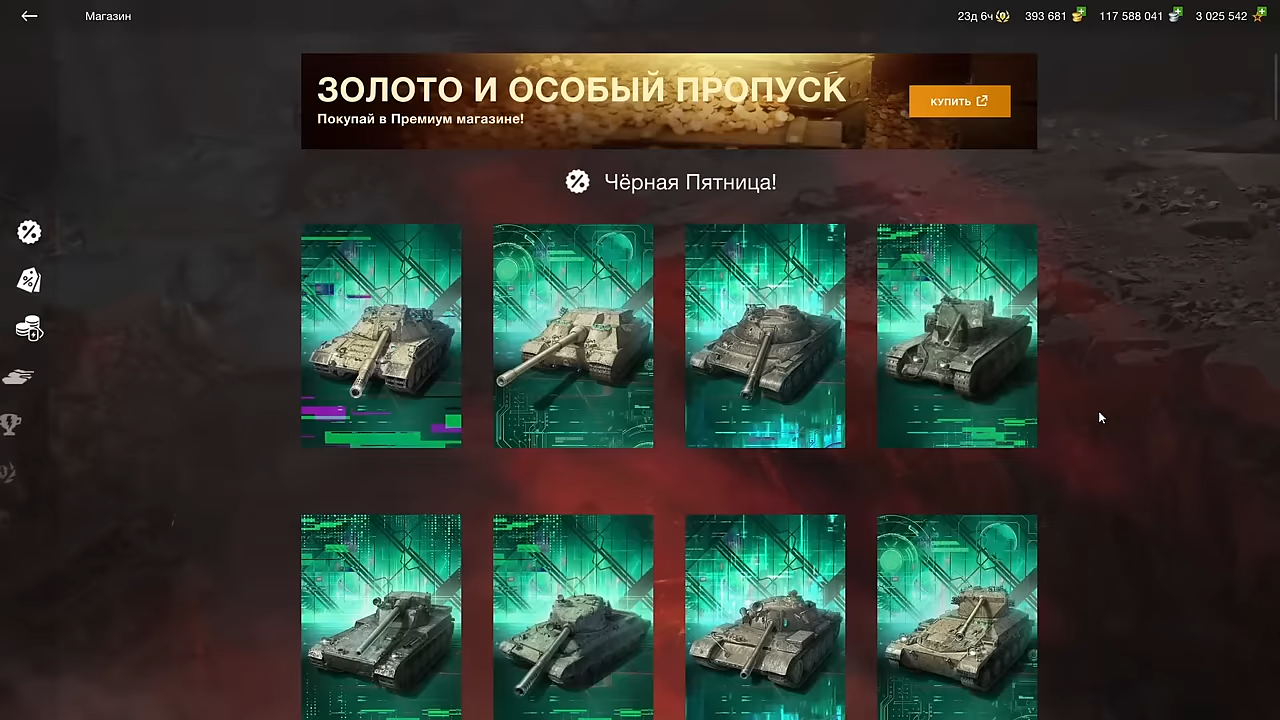 Магазин
23д 6ч
393 681
117 588 041
3 025 542
ЗОЛОТО И ОСОБЫЙ ПРОПУСК
Покупай в Премиум магазине!
КУПИТЬ
Чёрная Пятница!